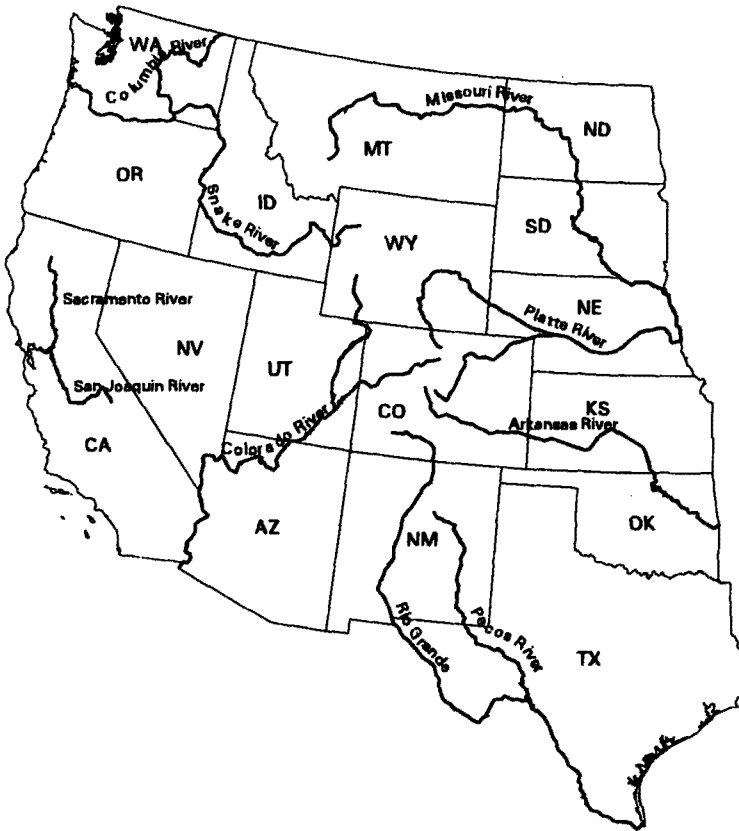 WA
Columbia River
Missouri River
ND
MT
OR
ID
Snake River
SD
WY
Sacramento River
NE
Platte River
NV
UT
San Joaquin River
CO
KS
Arkansas River
CA
Colorado River
AZ
NM
OK
Rio Grande
Pecos River
TX